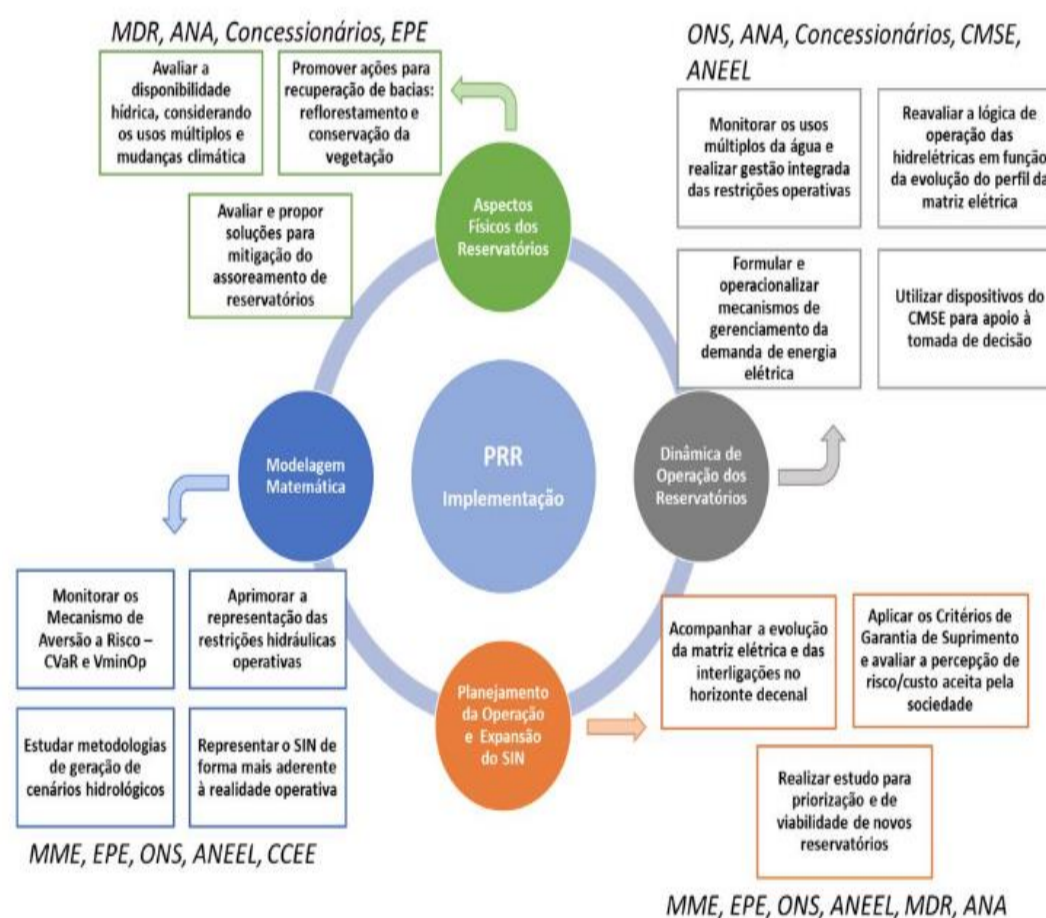 MDR, ANA, Concessionários, EPE
Avaliar a
disponibilidade
hídrica, considerando
os usos múltiplos e
mudanças climática
Promover ações para
recuperação de bacias:
reflorestamento e
conservação da
vegetação
Avaliar e propor
soluções para
mitigação do
assoreamento de
reservatórios
Aspectos
Físicos dos
Reservatórios
ONS, ANA, Concessionários, CMSE,
ANEEL
Monitorar os usos
múltiplos da água e
realizar gestão integrada
das restrições operativas
Reavaliar a lógica de
operação das
hidrelétricas em função
da evolução do perfil da
matriz elétrica
Formular e
operacionalizar
mecanismos de
gerenciamento da
demanda de energia
elétrica
Utilizar dispositivos do
CMSE para apoio à
tomada de decisão
Modelagem
Matemática
PRR
Implementação
Dinâmica de
Operação dos
Reservatórios
Monitorar os
Mecanismo de
Aversão a Risco –
CVaR e VminOp
Aprimorar a
representação das
restrições hidráulicas
operativas
Estudar metodologias
de geração de
cenários hidrológicos
Representar o SIN de
forma mais aderente
à realidade operativa
MME, EPE, ONS, ANEEL, CCEE
Planejamento
da Operação
e Expansão
do SIN
Acompanhar a evolução
da matriz elétrica e das
interligações no
horizonte decenal
Aplicar os Critérios de
Garantia de Suprimento
e avaliar a percepção de
risco/custo aceita pela
sociedade
Realizar estudo para
priorização e de
viabilidade de novos
reservatórios
MME, EPE, ONS, ANEEL, MDR, ANA